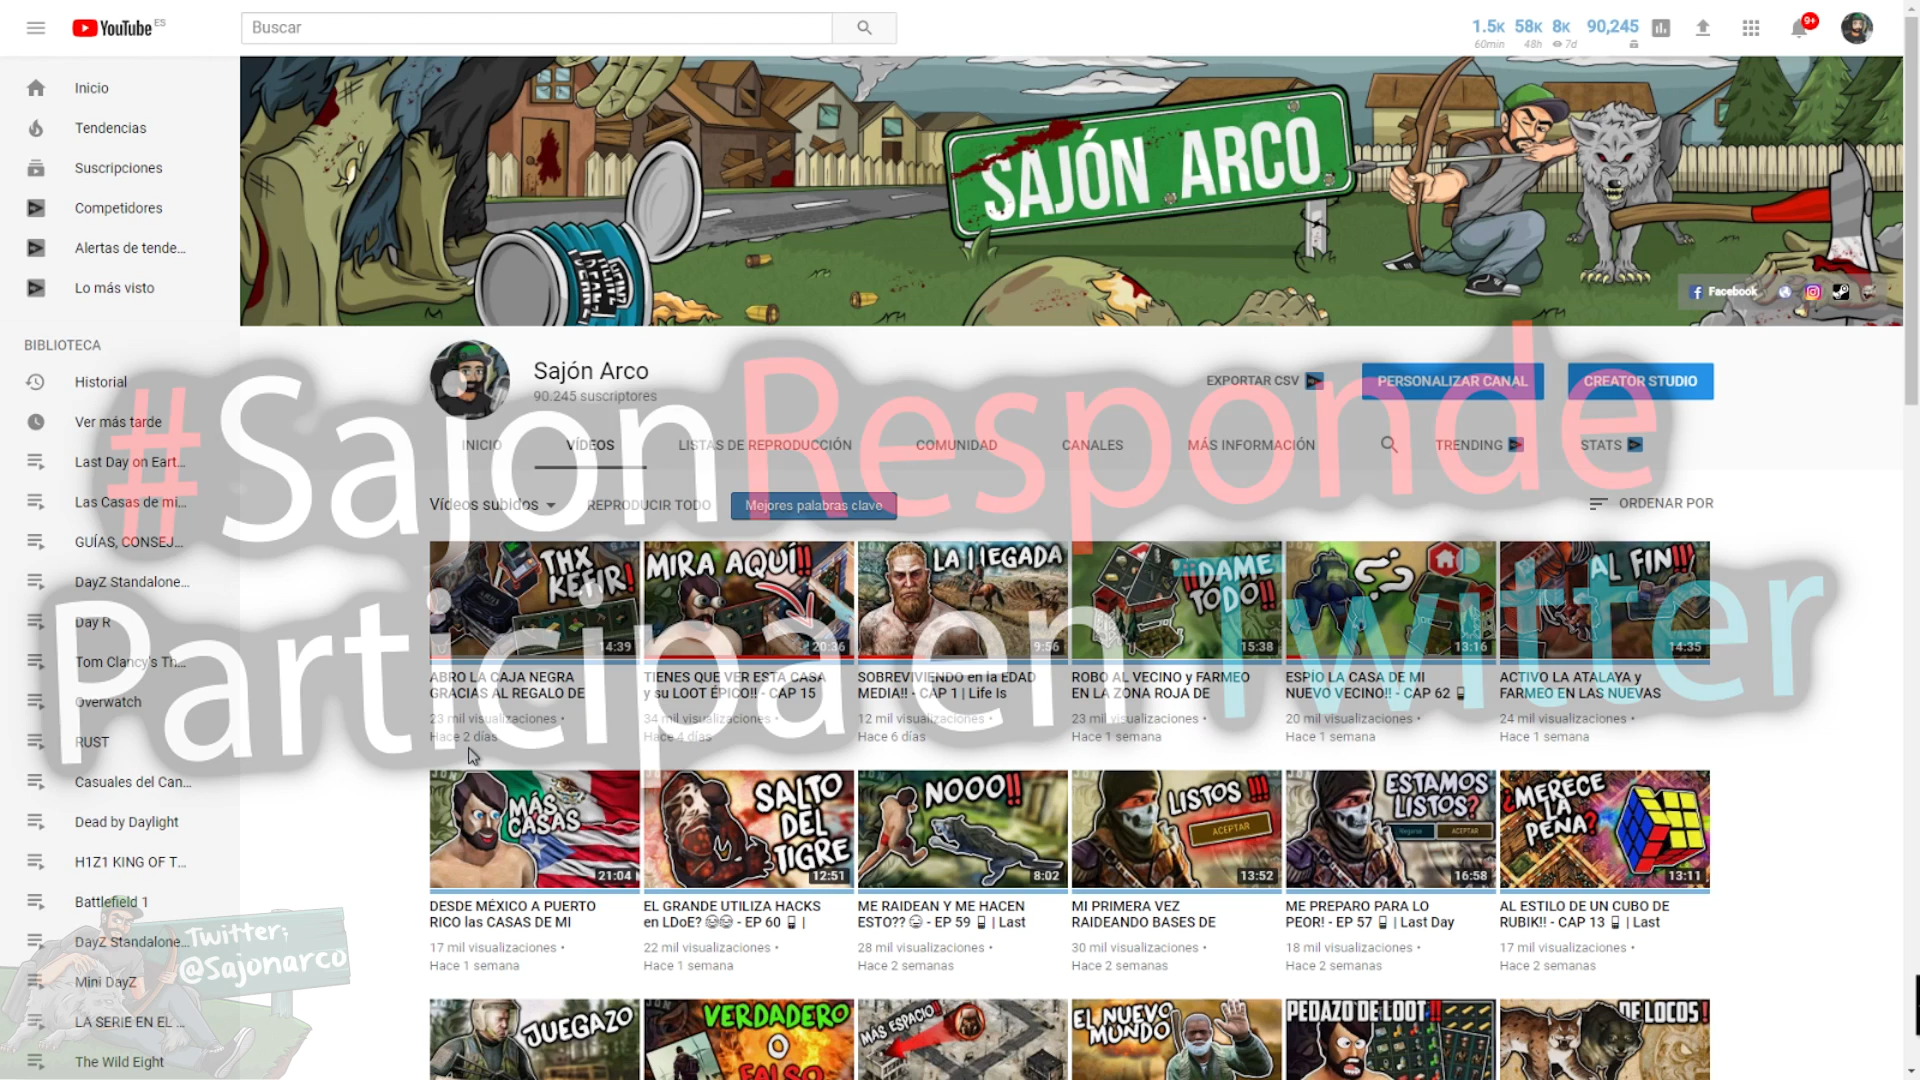 YouTube ES
Buscar
1.5K 58K 8K 90,245
60min 48h 7d
9+
Inicio
Tendencias
Suscripciones
Competidores
Alertas de tende...
Lo más visto
BIBLIOTECA
Historial
Ver más tarde
Last Day on Eart...
Las Casas de mi...
GUÍAS, CONSEJ...
DayZ Standalone...
Day R
Tom Clancy's Th...
Overwatch
RUST
Casuales del Can...
Dead by Daylight
H1Z1 KING OF T...
Battlefield 1
DayZ Standalone...
Mini DayZ
LA SERIE EN EL ...
The Wild Eight
SAJÓN ARCO
Facebook
Sajón Arco
90.245 suscriptores
EXPORTAR CSV
PERSONALIZAR CANAL
CREATOR STUDIO
INICIO VÍDEOS LISTAS DE REPRODUCCIÓN COMUNIDAD CANALES MÁS INFORMACIÓN TRENDING STATS
#SajonResponde
Participa en Twitter
Vídeos subidos REPRODUCIR TODO Mejores palabras clave ORDENAR POR
THX KEFIR!
14:39
ABRO LA CAJA NEGRA
GRACIAS AL REGALO DE
23 mil visualizaciones •
Hace 2 días
MIRA AQUÍ!!
20:36
TIENES QUE VER ESTA CASA
y su LOOT ÉPICO!! - CAP 15
34 mil visualizaciones •
Hace 4 días
LA LLEGADA
9:56
SOBREVIVIENDO en la EDAD
MEDIA!! - CAP 1 | Life Is
12 mil visualizaciones •
Hace 6 días
¡¡DAME TODO!!
15:38
ROBO AL VECINO y FARMEO
EN LA ZONA ROJA DE
23 mil visualizaciones •
Hace 1 semana
¿?
13:16
ESPÍO LA CASA DE MI
NUEVO VECINO!! - CAP 62
20 mil visualizaciones •
Hace 1 semana
AL FIN!!!
14:35
ACTIVO LA ATALAYA y
FARMEO EN LAS NUEVAS
24 mil visualizaciones •
Hace 1 semana
MÁS CASAS
21:04
DESDE MÉXICO A PUERTO
RICO las CASAS DE MI
17 mil visualizaciones •
Hace 1 semana
SALTO DEL TIGRE
12:51
EL GRANDE UTILIZA HACKS
en LDoE? 😂😂 - EP 60 |
22 mil visualizaciones •
Hace 1 semana
NOOO!!
8:02
ME RAIDEAN Y ME HACEN
ESTO?? - EP 59 | Last
28 mil visualizaciones •
Hace 2 semanas
LISTOS !!!
ACEPTAR
13:52
MI PRIMERA VEZ
RAIDEANDO BASES DE
30 mil visualizaciones •
Hace 2 semanas
ESTAMOS LISTOS?
Negarse ACEPTAR
16:58
ME PREPARO PARA LO
PEOR! - EP 57 | Last Day
18 mil visualizaciones •
Hace 2 semanas
¿MERECE LA PENA?
13:11
AL ESTILO DE UN CUBO DE
RUBIK!! - CAP 13 | Last
17 mil visualizaciones •
Hace 2 semanas
JUEGAZO
VERDADERO O FALSO
MAS ESPACIO!!
EL NUEVO MUNDO
PEDAZO DE LOOT!!
DE LOCOS!
Twitter:
@Sajonarco